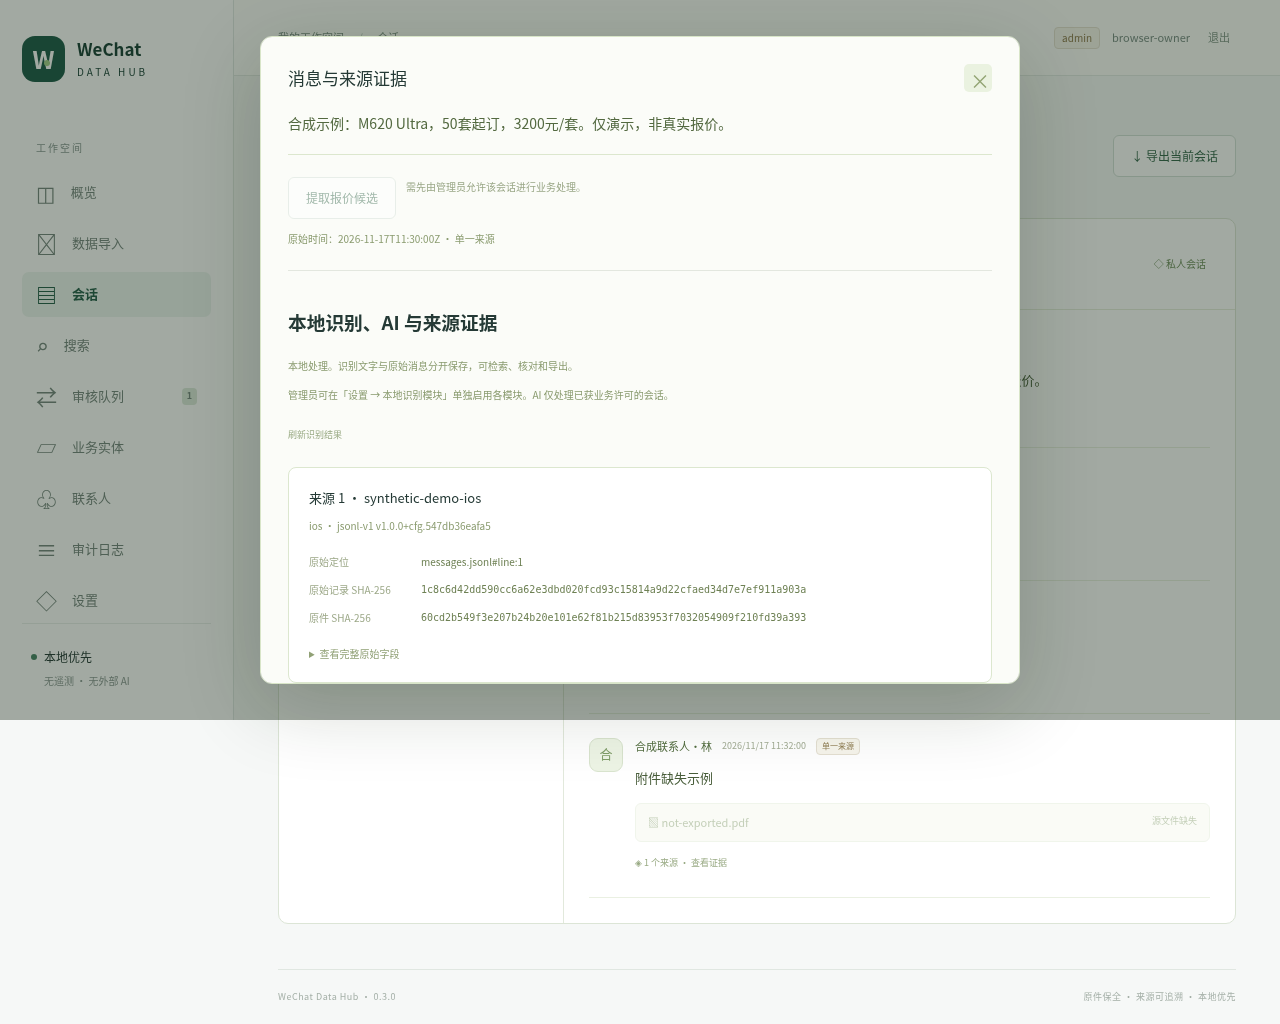 W
WeChat
DATA HUB
工作空间
概览
数据导入
会话
搜索
审核队列 1
业务实体
联系人
审计日志
设置
本地优先
无遥测 · 无外部 AI
admin browser-owner 退出
↓ 导出当前会话
◇ 私人会话
价。
消息与来源证据
合成示例：M620 Ultra，50套起订，3200元/套。仅演示，非真实报价。
提取报价候选 需先由管理员允许该会话进行业务处理。
原始时间：2026-11-17T11:30:00Z · 单一来源
本地识别、AI 与来源证据
本地处理。识别文字与原始消息分开保存，可检索、核对和导出。
管理员可在「设置 → 本地识别模块」单独启用各模块。AI 仅处理已获业务许可的会话。
刷新识别结果
来源 1 · synthetic-demo-ios
ios · jsonl-v1 v1.0.0+cfg.547db36eafa5
原始定位 messages.jsonl#line:1
原始记录 SHA-256 1c8c6d42dd590cc6a62e3dbd020fcd93c15814a9d22cfaed34d7e7ef911a903a
原件 SHA-256 60cd2b549f3e207b24b20e101e62f81b215d83953f7032054909f210fd39a393
▶ 查看完整原始字段
合 合成联系人·林 2026/11/17 11:32:00 单一来源
附件缺失示例
not-exported.pdf 源文件缺失
◈ 1 个来源 · 查看证据
WeChat Data Hub · 0.3.0
原件保全 · 来源可追溯 · 本地优先